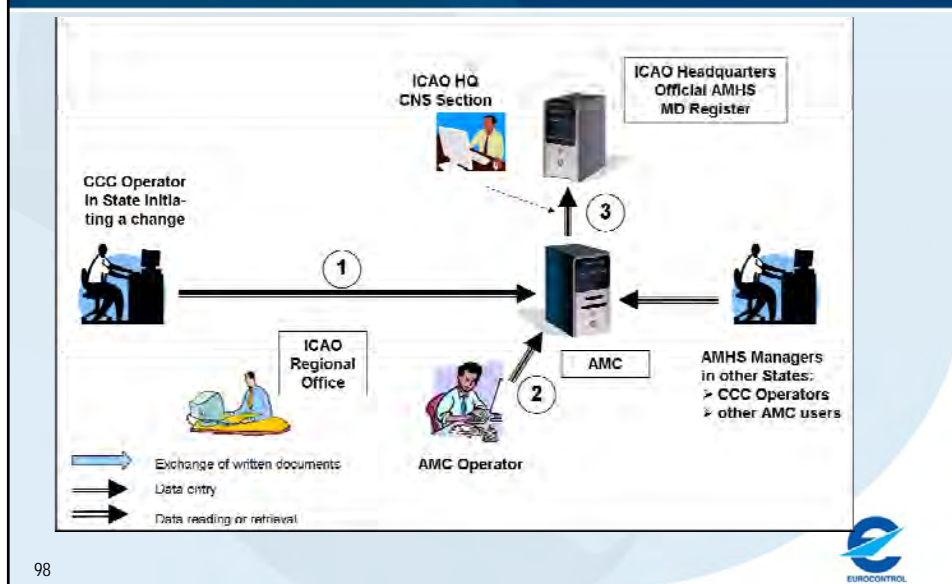 ICAO HQ
CNS Section
ICAO Headquarters
Official AMHS
MD Register
CCC Operator
in State initia-
ting a change
1
3
ICAO
Regional
Office
2
AMC
AMHS Managers
in other States:
➢ CCC Operators
➢ other AMC users
AMC Operator
Exchange of written documents
Data entry
Data reading or retrieval
98
EUROCONTROL